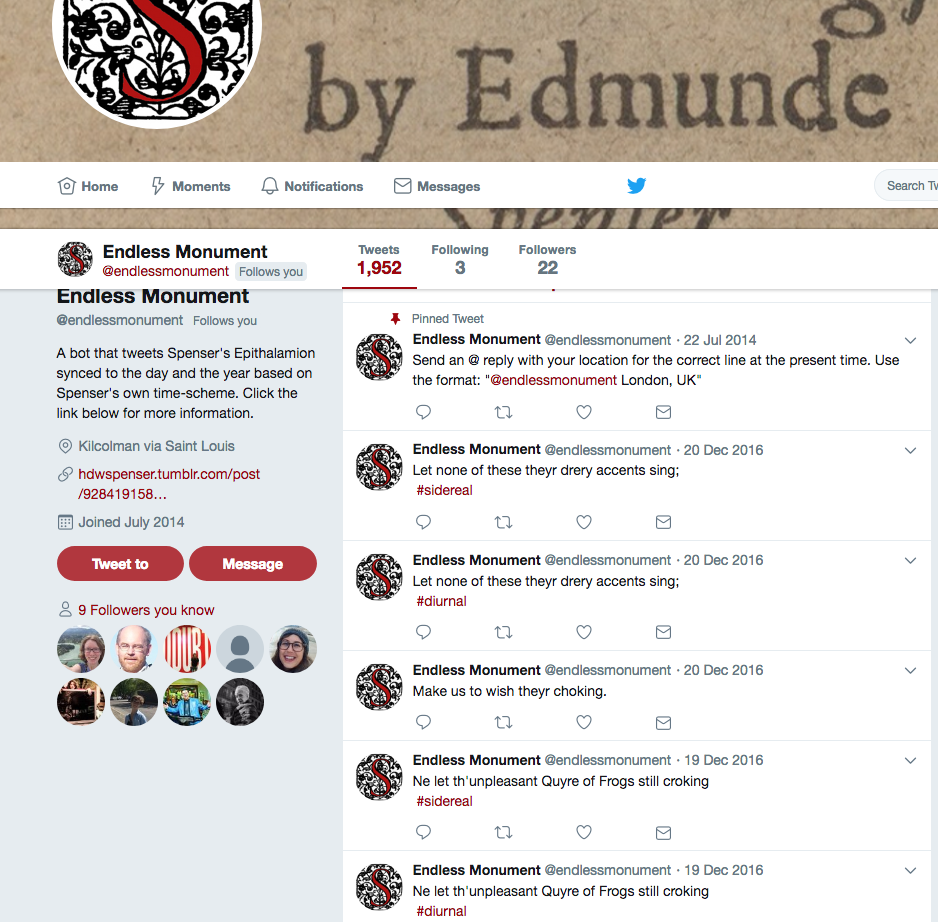 S
by Edmunde
Home
Moments
Notifications
Messages
Search Tw
Spenser
Endless Monument
@endlessmonument Follows you
Tweets
1,952
Following
3
Followers
22
Endless Monument
@endlessmonument Follows you
A bot that tweets Spenser's Epithalamion
synced to the day and the year based on
Spenser's own time-scheme. Click the
link below for more information.
Kilcolman via Saint Louis
hdwspenser.tumblr.com/post
/928419158…
Joined July 2014
Tweet to
Message
9 Followers you know
Pinned Tweet
Endless Monument @endlessmonument · 22 Jul 2014
Send an @ reply with your location for the correct line at the present time. Use
the format: "@endlessmonument London, UK"
Endless Monument @endlessmonument · 20 Dec 2016
Let none of these theyr drery accents sing;
#sidereal
Endless Monument @endlessmonument · 20 Dec 2016
Let none of these theyr drery accents sing;
#diurnal
Endless Monument @endlessmonument · 20 Dec 2016
Make us to wish theyr choking.
Endless Monument @endlessmonument · 19 Dec 2016
Ne let th'unpleasant Quyre of Frogs still croking
#sidereal
Endless Monument @endlessmonument · 19 Dec 2016
Ne let th'unpleasant Quyre of Frogs still croking
#diurnal